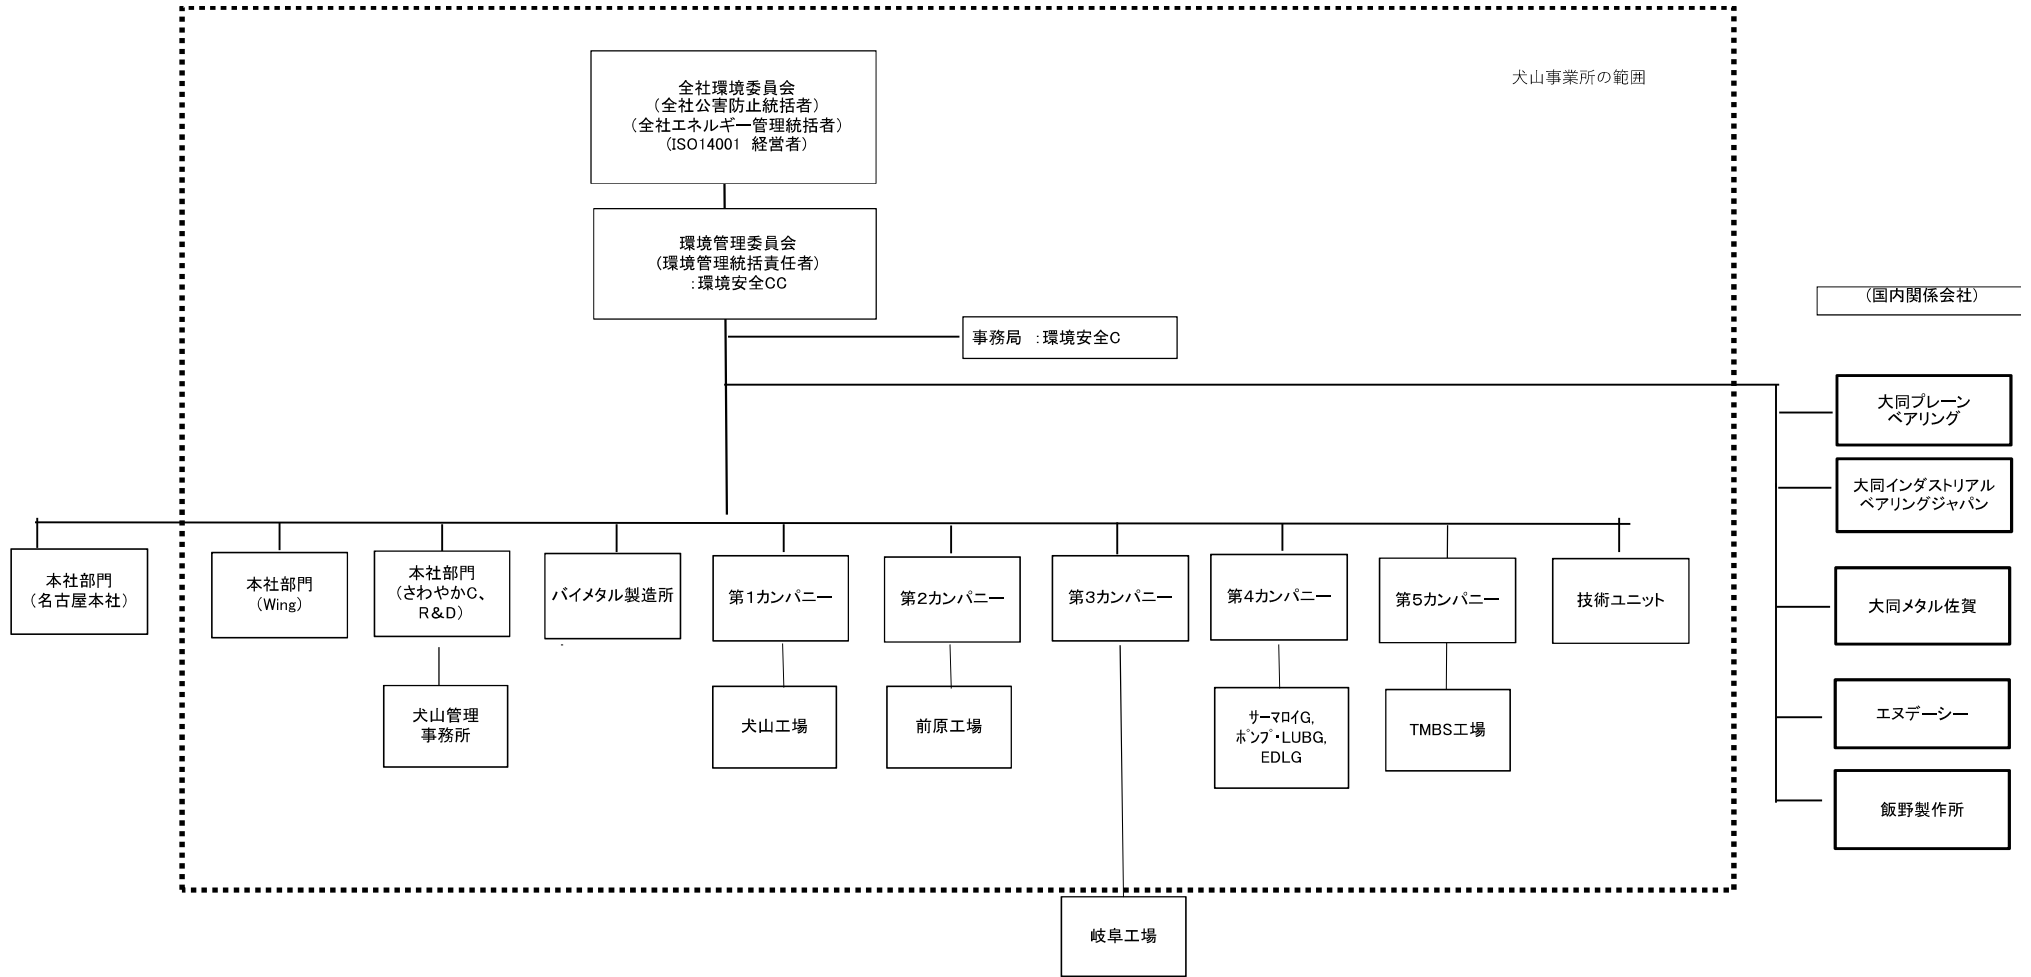 犬山事業所の範囲
全社環境委員会
(全社公害防止統括者)
(全社エネルギー管理統括者)
(ISO14001 経営者)
環境管理委員会
(環境管理統括責任者)
:環境安全CC
(国内関係会社)
事務局 :環境安全C
大同プレーン
ベアリング
大同インダストリアル
ベアリングジャパン
大同メタル佐賀
エヌデーシー
飯野製作所
本社部門
(名古屋本社)
本社部門
(Wing)
本社部門
(さわやかC、
R&D)
バイメタル製造所
第1カンパニー
第2カンパニー
第3カンパニー
第4カンパニー
第5カンパニー
技術ユニット
犬山管理
事務所
犬山工場
前原工場
ｻｰﾏﾛｲG,
ﾎﾟﾝﾌﾟ・LUBG,
EDLG
TMBS工場
岐阜工場